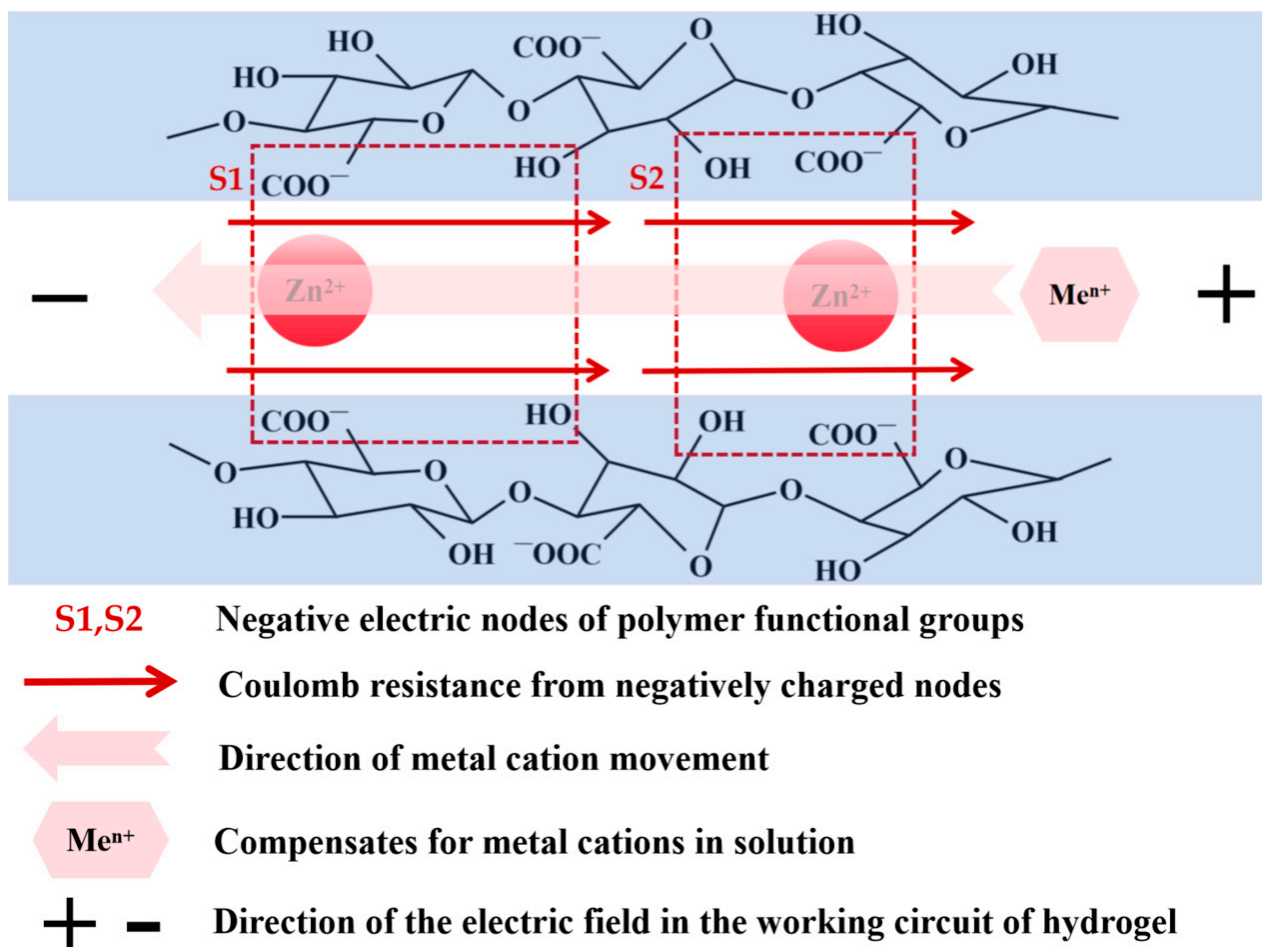 HO
HO
COO⁻
O
HO
HO
OH
O
O
O
O
O
HO
OH
COO⁻
S1
COO⁻
S2
− Zn²⁺ Zn²⁺ Meⁿ⁺ +
COO⁻
HO
OH
COO⁻
O
O
O
O
O
HO
OH
⁻OOC
O
OH
HO
S1,S2 Negative electric nodes of polymer functional groups
Coulomb resistance from negatively charged nodes
Direction of metal cation movement
Meⁿ⁺ Compensates for metal cations in solution
+ - Direction of the electric field in the working circuit of hydrogel